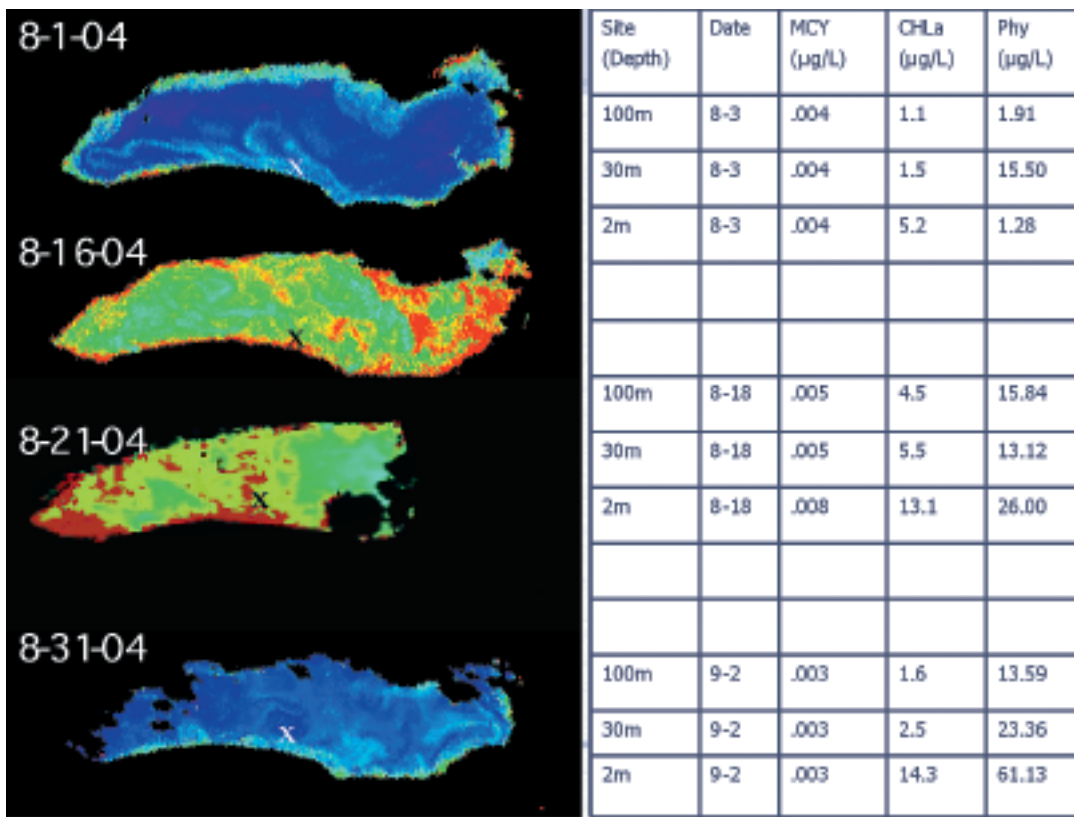 8-1-04
X
8-16-04
X
8-21-04
X
8-31-04
X
Site (Depth) Date MCY (µg/L) CHLa (µg/L) Phy (µg/L)
100m 8-3 .004 1.1 1.91
30m 8-3 .004 1.5 15.50
2m 8-3 .004 5.2 1.28
100m 8-18 .005 4.5 15.84
30m 8-18 .005 5.5 13.12
2m 8-18 .008 13.1 26.00
100m 9-2 .003 1.6 13.59
30m 9-2 .003 2.5 23.36
2m 9-2 .003 14.3 61.13